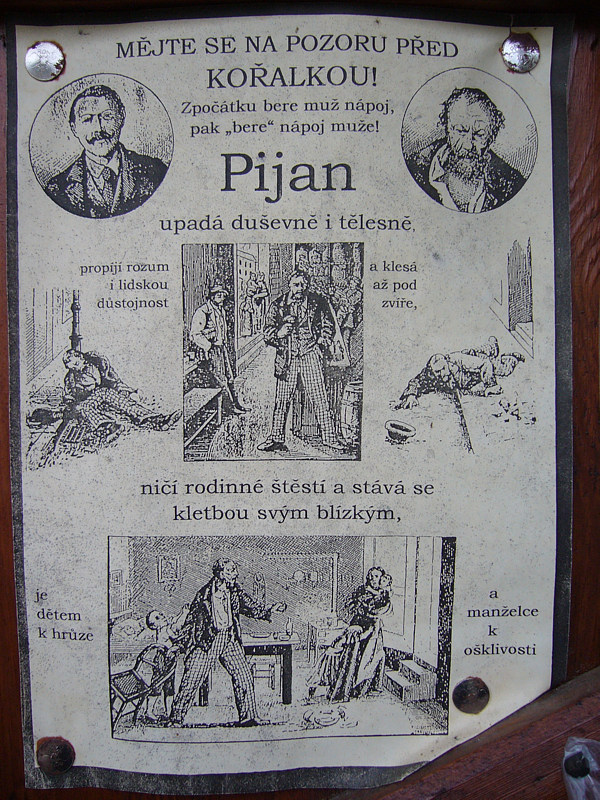 MĚJTE SE NA POZORU PŘED
KOŘALKOU!
Zpočátku bere muž nápoj,
pak „bere“ nápoj muže!
Pijan
upadá duševně i tělesně,
propíjí rozum
i lidskou
důstojnost
a klesá
až pod
zvíře,
ničí rodinné štěstí a stává se
kletbou svým blízkým,
je
dětem
k hrůze
a
manželce
k
ošklivosti